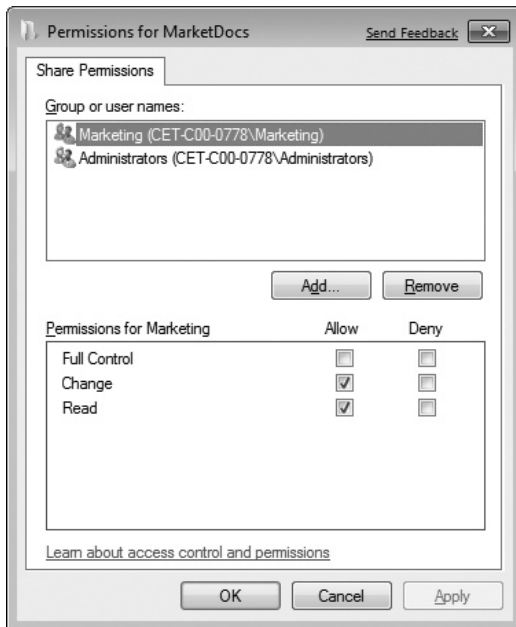 Permissions for MarketDocs Send Feedback
Share Permissions
Group or user names:
Marketing (CET-C00-0778\Marketing)
Administrators (CET-C00-0778\Administrators)
Add... Remove
Permissions for Marketing Allow Deny
Full Control
Change
Read
Learn about access control and permissions
OK Cancel Apply